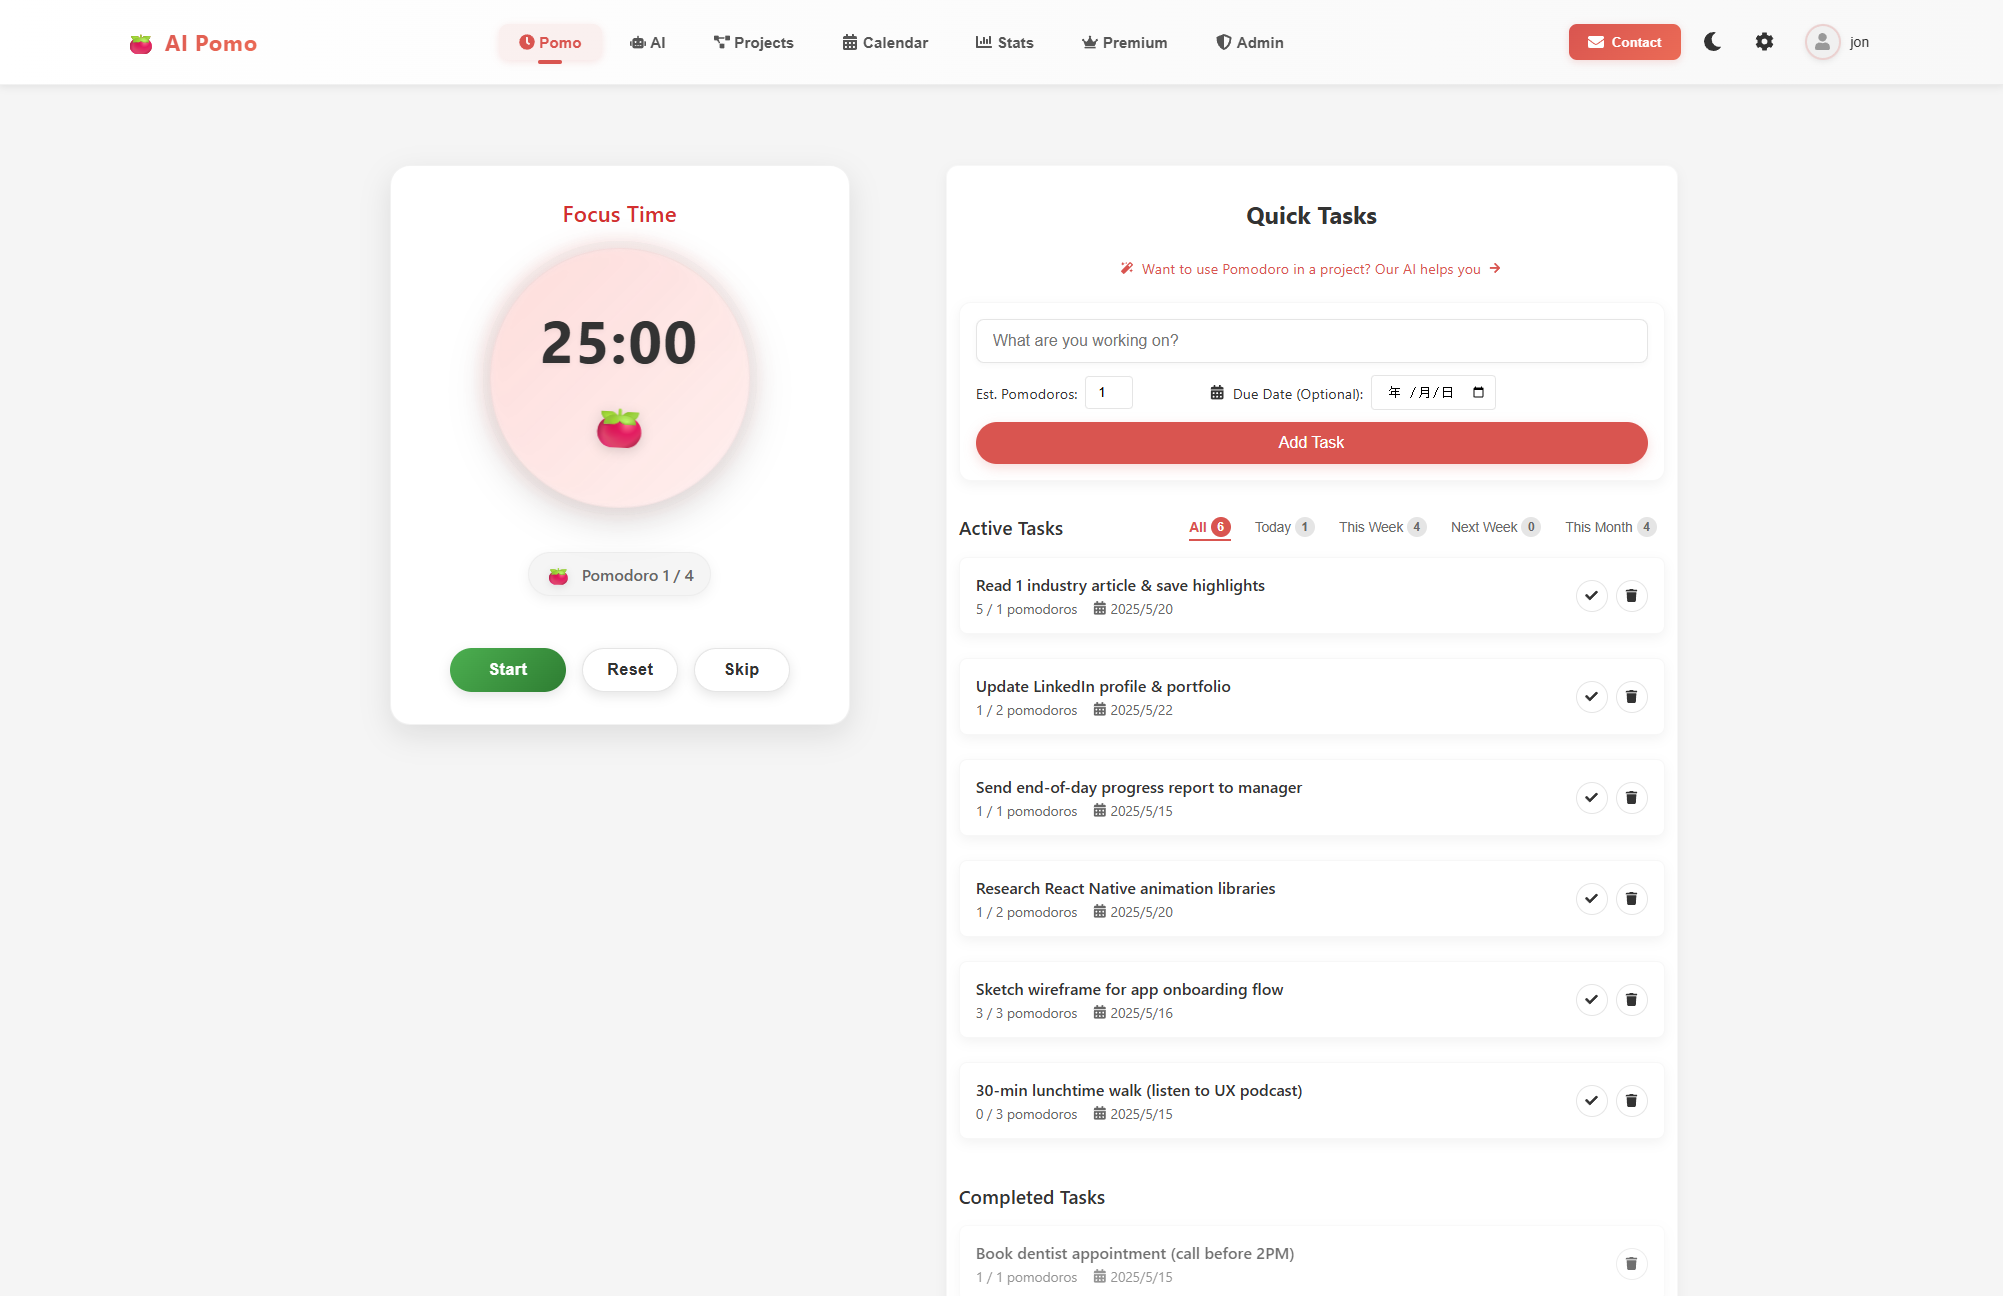 AI Pomo
Pomo
AI
Projects
Calendar
Stats
Premium
Admin
Contact
jon
Focus Time
25:00
Pomodoro 1 / 4
Start
Reset
Skip
Quick Tasks
Want to use Pomodoro in a project? Our AI helps you
What are you working on?
Est. Pomodoros: 1
Due Date (Optional): 年 /月/日
Add Task
Active Tasks
All 6
Today 1
This Week 4
Next Week 0
This Month 4
Read 1 industry article & save highlights
5 / 1 pomodoros 2025/5/20
Update LinkedIn profile & portfolio
1 / 2 pomodoros 2025/5/22
Send end-of-day progress report to manager
1 / 1 pomodoros 2025/5/15
Research React Native animation libraries
1 / 2 pomodoros 2025/5/20
Sketch wireframe for app onboarding flow
3 / 3 pomodoros 2025/5/16
30-min lunchtime walk (listen to UX podcast)
0 / 3 pomodoros 2025/5/15
Completed Tasks
Book dentist appointment (call before 2PM)
1 / 1 pomodoros 2025/5/15